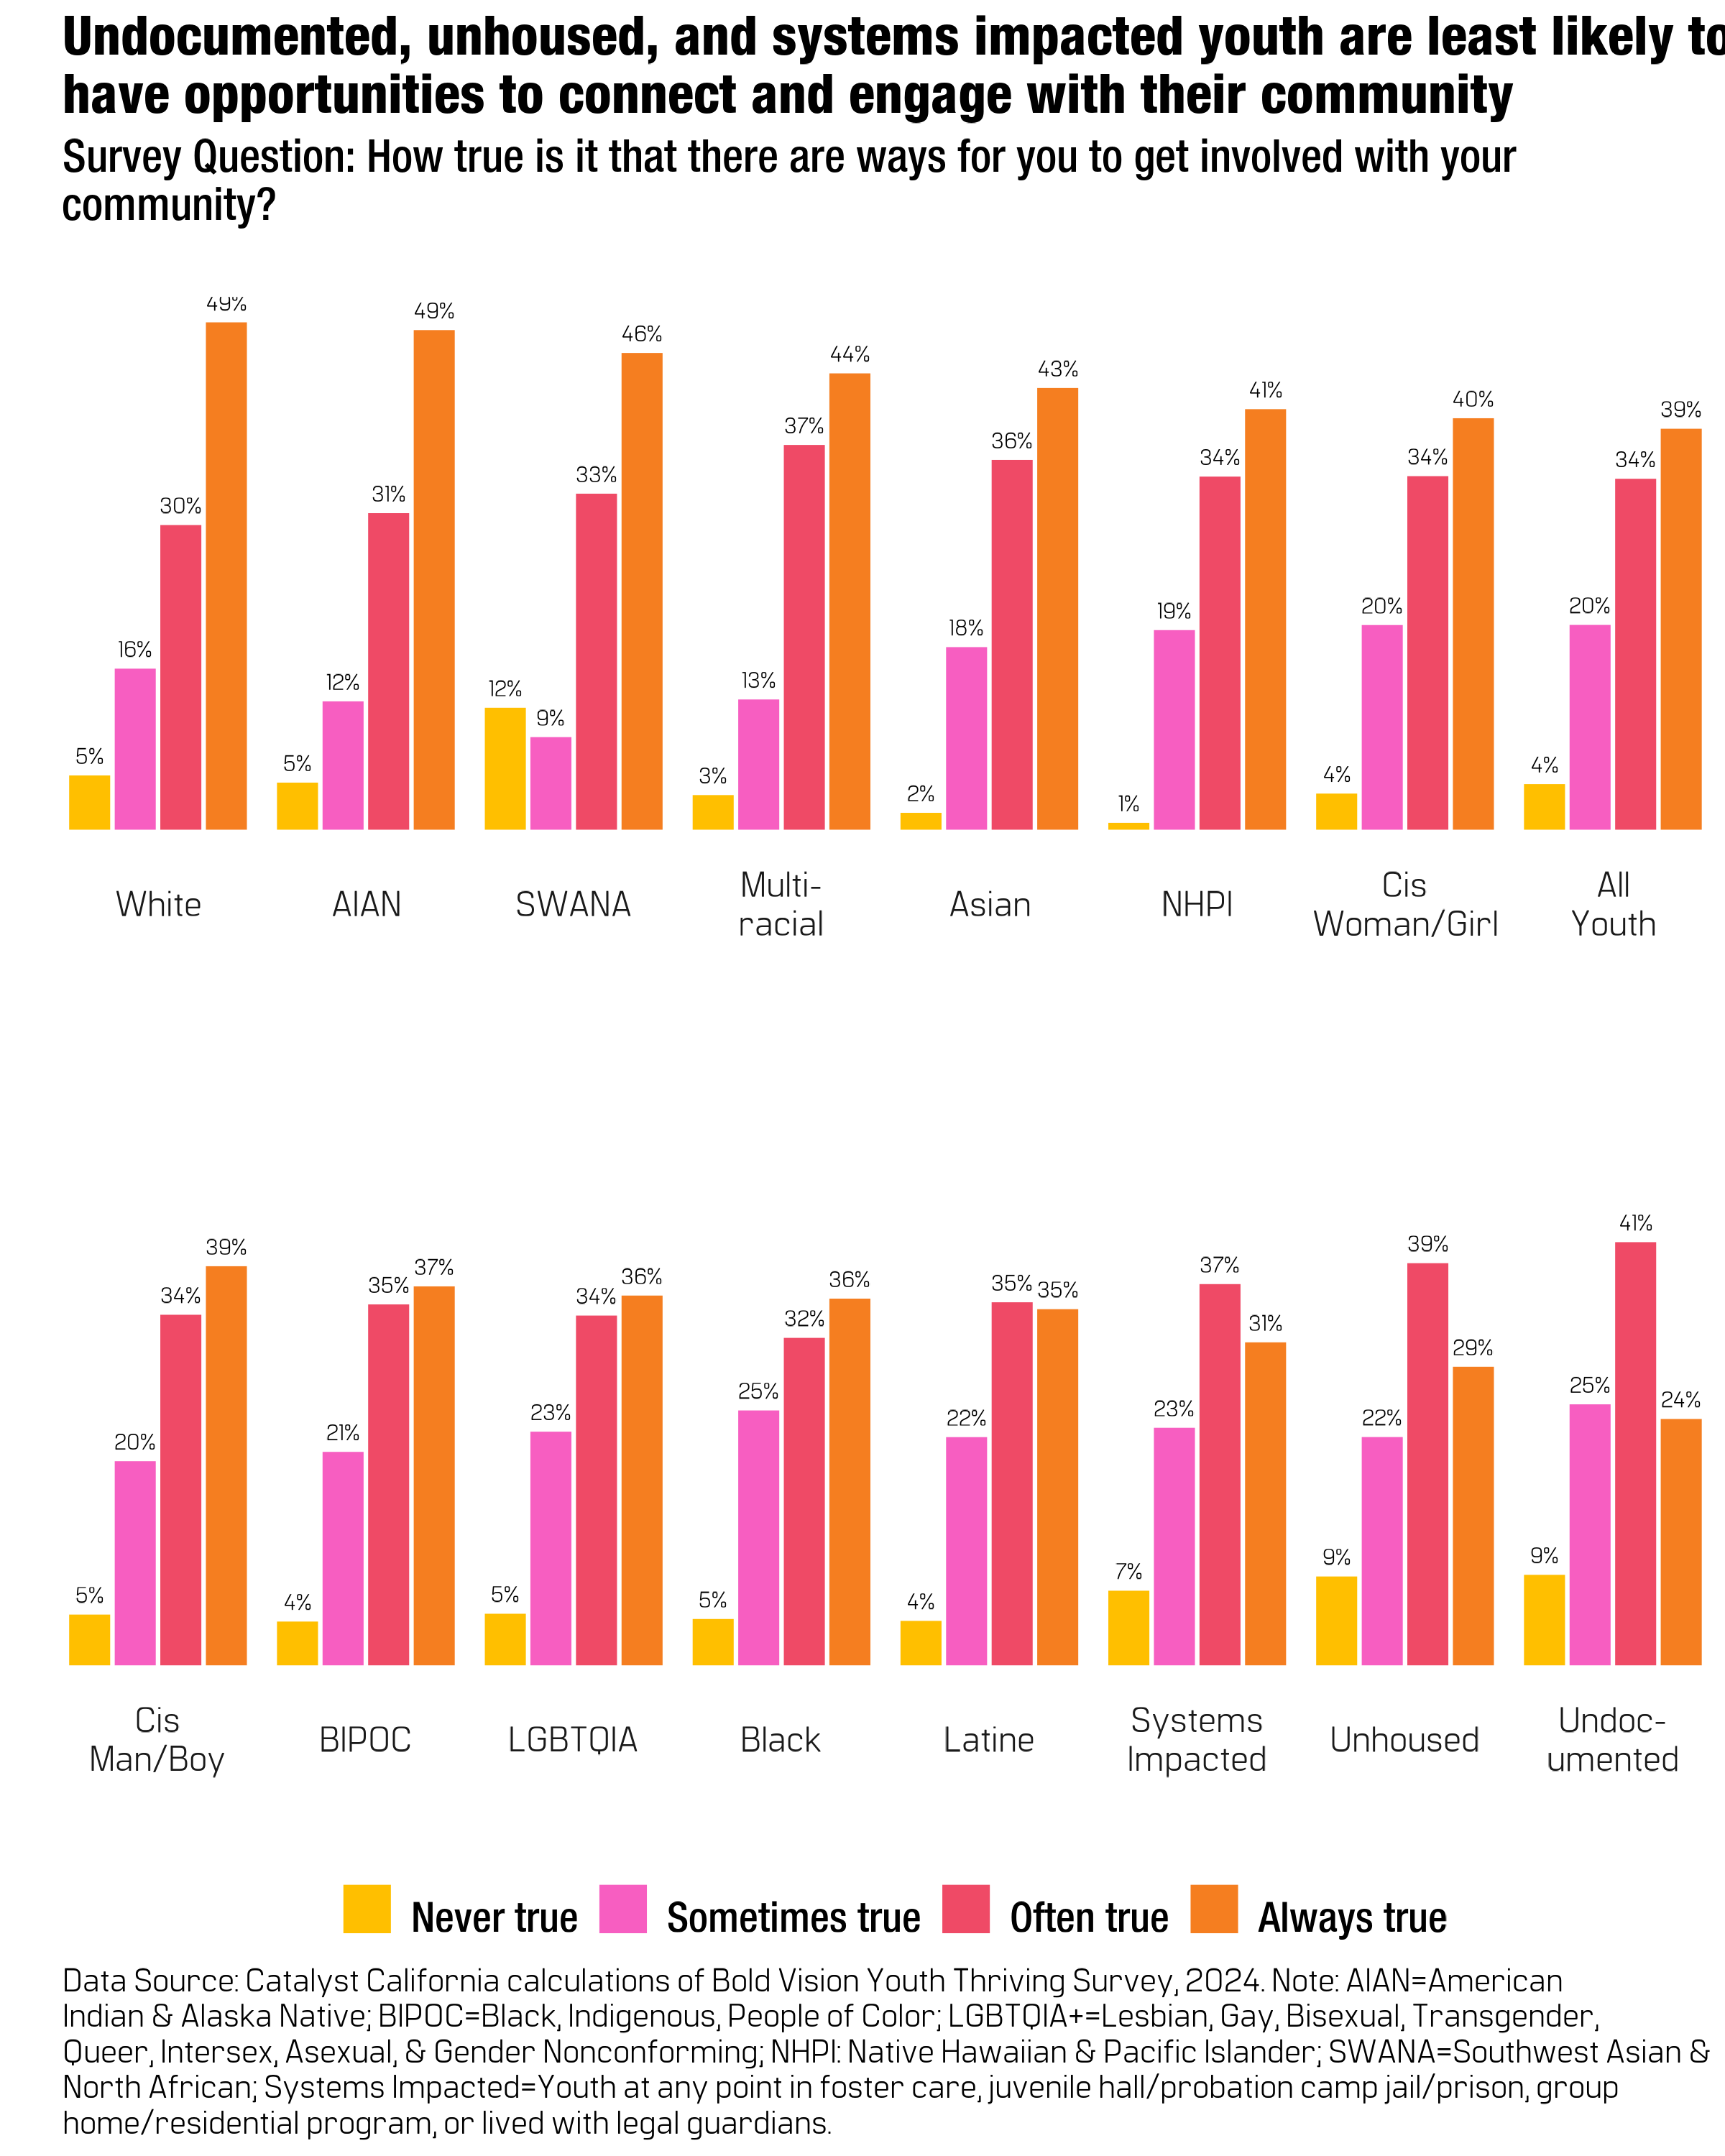 Undocumented, unhoused, and systems impacted youth are least likely to
have opportunities to connect and engage with their community
Survey Question: How true is it that there are ways for you to get involved with your
community?
49%
49%
46%
44%
43%
41%
40%
39%
37%
36%
34%
34%
34%
33%
31%
30%
20%
20%
19%
18%
16%
13%
12%
12%
9%
5%
5%
3%
2%
1%
4%
4%
White
AIAN
SWANA
Multi-
racial
Asian
NHPI
Cis
Woman/Girl
All
Youth
5%
20%
34%
39%
4%
21%
35%
37%
5%
23%
34%
36%
5%
25%
32%
36%
4%
22%
35%
35%
7%
23%
37%
31%
9%
22%
39%
29%
9%
25%
41%
24%
Cis
Man/Boy
BIPOC
LGBTQIA
Black
Latine
Systems
Impacted
Unhoused
Undoc-
umented
Never true
Sometimes true
Often true
Always true
Data Source: Catalyst California calculations of Bold Vision Youth Thriving Survey, 2024. Note: AIAN=American
Indian & Alaska Native; BIPOC=Black, Indigenous, People of Color; LGBTQIA+=Lesbian, Gay, Bisexual, Transgender,
Queer, Intersex, Asexual, & Gender Nonconforming; NHPI: Native Hawaiian & Pacific Islander; SWANA=Southwest Asian &
North African; Systems Impacted=Youth at any point in foster care, juvenile hall/probation camp jail/prison, group
home/residential program, or lived with legal guardians.